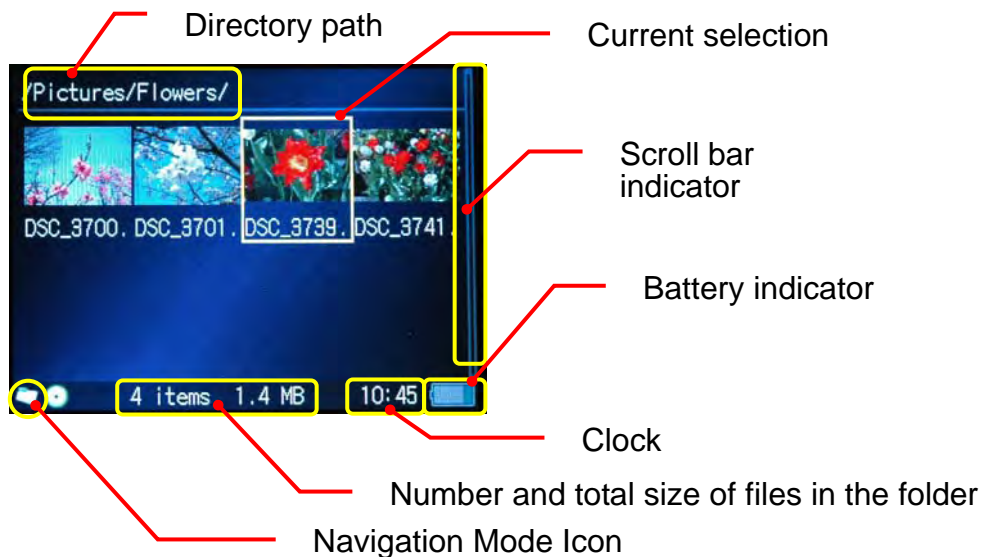 Directory path
Current selection
/Pictures/Flowers/
DSC_3700. DSC_3701. DSC_3739. DSC_3741.
Scroll bar
indicator
Battery indicator
4 items 1.4 MB 10:45
Clock
Number and total size of files in the folder
Navigation Mode Icon